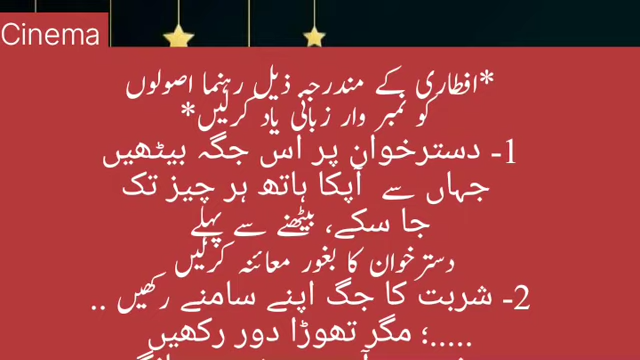 Cinema
*افطاری کے مندرجہ ذیل رہنما اصولوں
کو نمبر وار زبانی یاد کرلیں*
1- دسترخوان پر اس جگہ بیٹھیں
جہاں سے آپکا ہاتھ ہر چیز تک
جا سکے، بیٹھنے سے پہلے
دسترخوان کا بغور معائنہ کرلیں
2- شربت کا جگ اپنے سامنے رکھیں ..
.....؛ مگر تھوڑا دور رکھیں